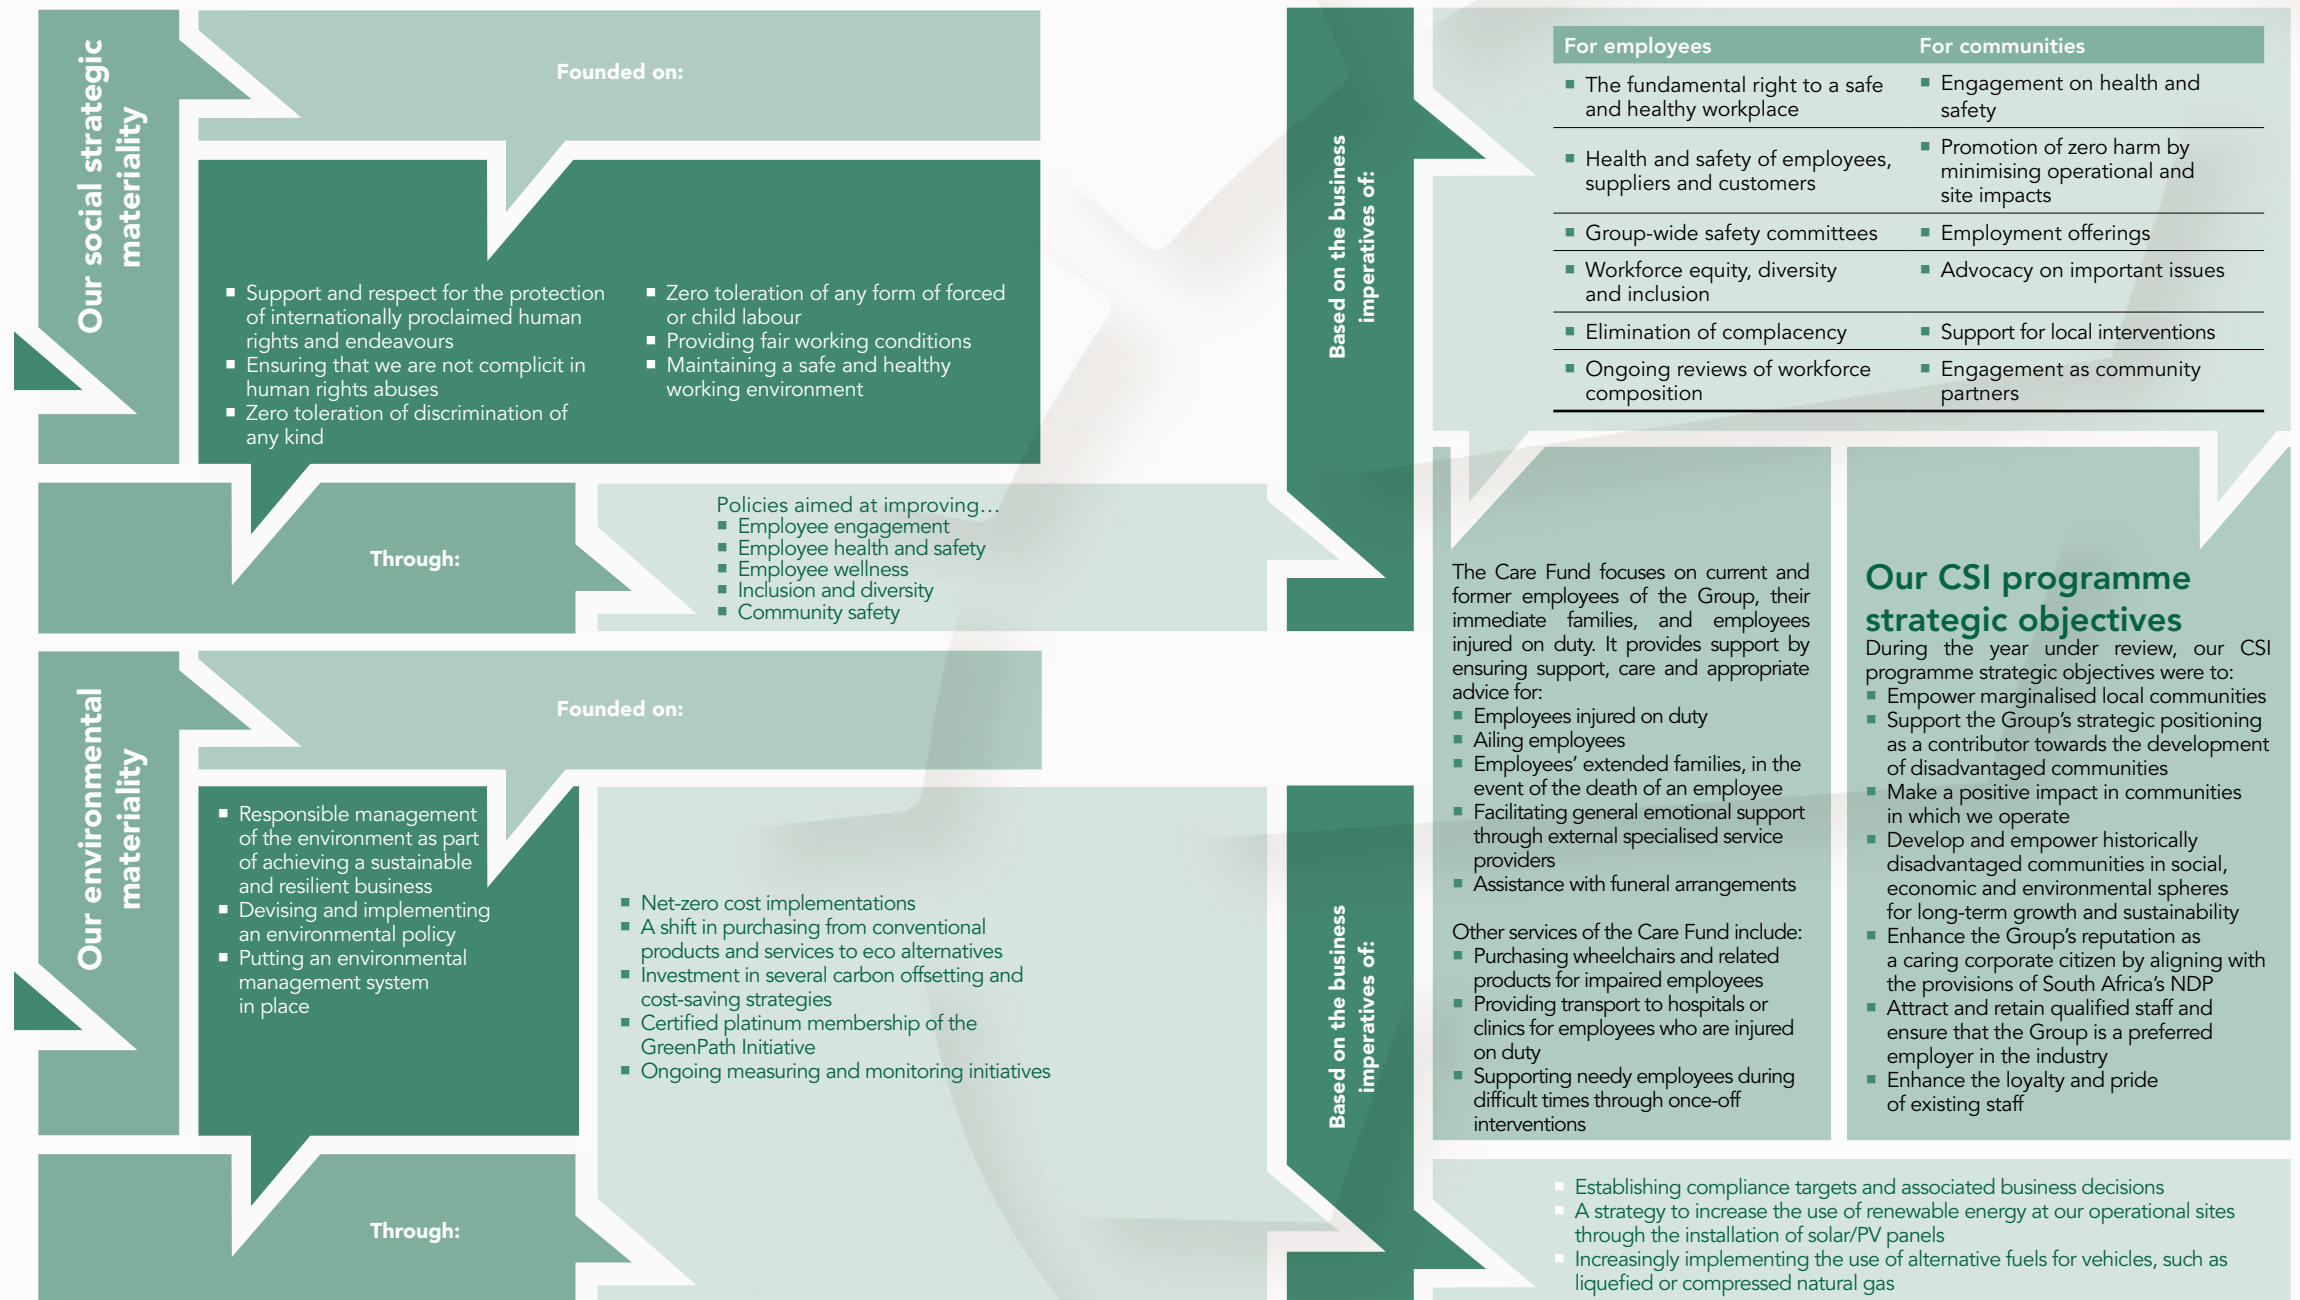 Our social strategic
materiality
Founded on:
Support and respect for the protection
of internationally proclaimed human
rights and endeavours
Ensuring that we are not complicit in
human rights abuses
Zero toleration of discrimination of
any kind
Zero toleration of any form of forced
or child labour
Providing fair working conditions
Maintaining a safe and healthy
working environment
Through:
Policies aimed at improving…
Employee engagement
Employee health and safety
Employee wellness
Inclusion and diversity
Community safety
Based on the business
imperatives of:
For employees
For communities
The fundamental right to a safe
and healthy workplace
Engagement on health and
safety
Health and safety of employees,
suppliers and customers
Promotion of zero harm by
minimising operational and
site impacts
Group-wide safety committees
Employment offerings
Workforce equity, diversity
and inclusion
Advocacy on important issues
Elimination of complacency
Support for local interventions
Ongoing reviews of workforce
composition
Engagement as community
partners
The Care Fund focuses on current and
former employees of the Group, their
immediate families, and employees
injured on duty. It provides support by
ensuring support, care and appropriate
advice for:
Employees injured on duty
Ailing employees
Employees’ extended families, in the
event of the death of an employee
Facilitating general emotional support
through external specialised service
providers
Assistance with funeral arrangements
Other services of the Care Fund include:
Purchasing wheelchairs and related
products for impaired employees
Providing transport to hospitals or
clinics for employees who are injured
on duty
Supporting needy employees during
difficult times through once-off
interventions
Our CSI programme
strategic objectives
During the year under review, our CSI
programme strategic objectives were to:
Empower marginalised local communities
Support the Group’s strategic positioning
as a contributor towards the development
of disadvantaged communities
Make a positive impact in communities
in which we operate
Develop and empower historically
disadvantaged communities in social,
economic and environmental spheres
for long-term growth and sustainability
Enhance the Group’s reputation as
a caring corporate citizen by aligning with
the provisions of South Africa’s NDP
Attract and retain qualified staff and
ensure that the Group is a preferred
employer in the industry
Enhance the loyalty and pride
of existing staff
Our environmental
materiality
Founded on:
Responsible management
of the environment as part
of achieving a sustainable
and resilient business
Devising and implementing
an environmental policy
Putting an environmental
management system
in place
Through:
Net-zero cost implementations
A shift in purchasing from conventional
products and services to eco alternatives
Investment in several carbon offsetting and
cost-saving strategies
Certified platinum membership of the
GreenPath Initiative
Ongoing measuring and monitoring initiatives
Based on the business
imperatives of:
Establishing compliance targets and associated business decisions
A strategy to increase the use of renewable energy at our operational sites
through the installation of solar/PV panels
Increasingly implementing the use of alternative fuels for vehicles, such as
liquefied or compressed natural gas